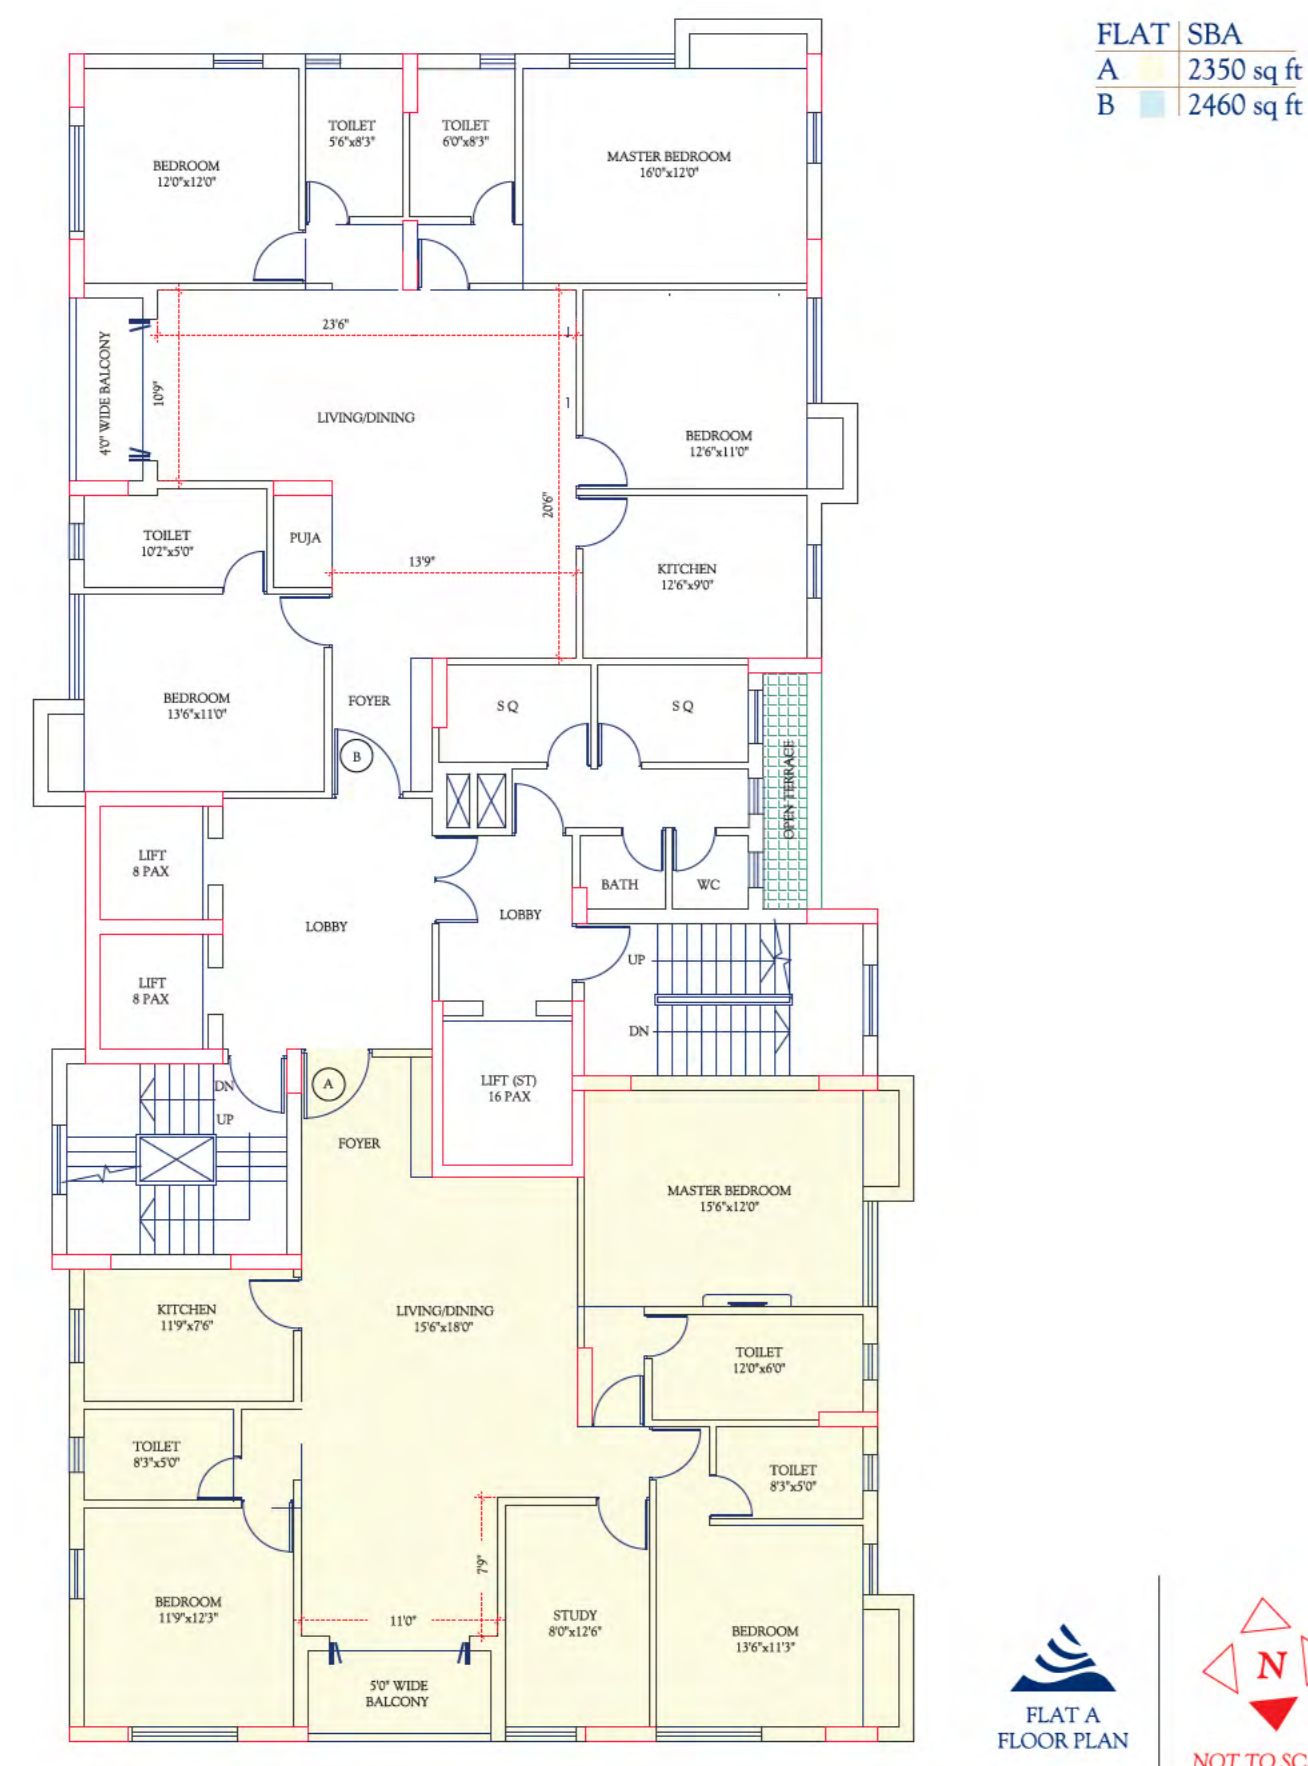 FLAT SBA
A 2350 sq ft
B 2460 sq ft
TOILET
5'6"x8'3"
TOILET
6'0"x8'3"
BEDROOM
12'0"x12'0"
MASTER BEDROOM
16'0"x12'0"
23'6"
4'0" WIDE BALCONY
10'9"
LIVING/DINING
BEDROOM
12'6"x11'0"
20'6"
TOILET
10'2"x5'0"
PUJA
13'9"
KITCHEN
12'6"x9'0"
BEDROOM
13'6"x11'0"
FOYER
S Q
S Q
B
OPEN TERRACE
LIFT
8 PAX
BATH
WC
LOBBY
LOBBY
UP
LIFT
8 PAX
DN
A
LIFT (ST)
16 PAX
DN
UP
FOYER
MASTER BEDROOM
15'6"x12'0"
KITCHEN
11'9"x7'6"
LIVING/DINING
15'6"x18'0"
TOILET
12'0"x6'0"
TOILET
8'3"x5'0"
TOILET
8'3"x5'0"
7'9"
BEDROOM
11'9"x12'3"
11'0"
STUDY
8'0"x12'6"
BEDROOM
13'6"x11'3"
5'0" WIDE
BALCONY
N
FLAT A
FLOOR PLAN
NOT TO